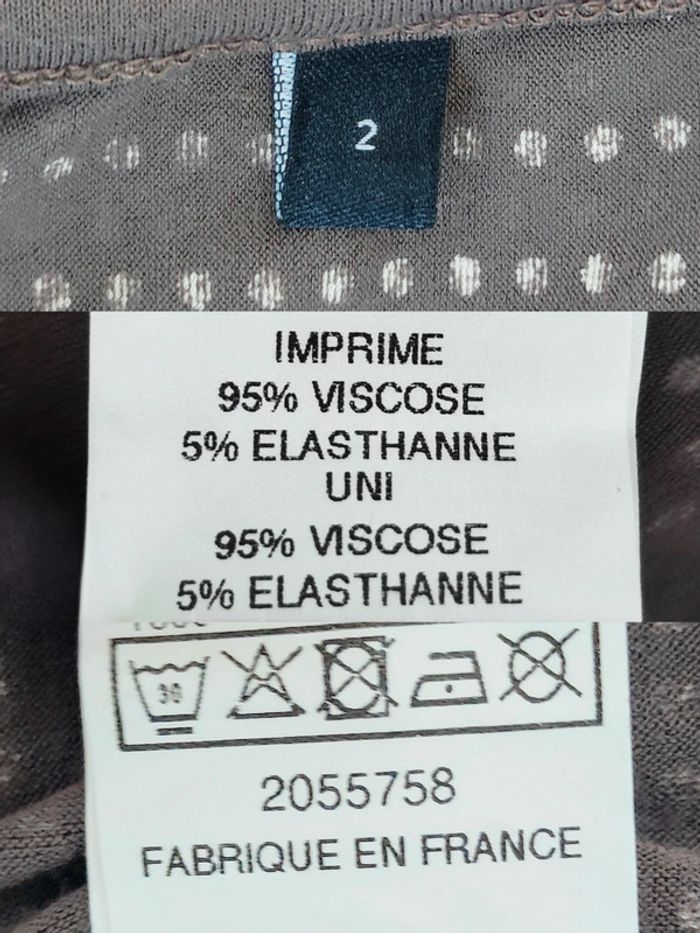 2
IMPRIME
95% VISCOSE
5% ELASTHANNE
UNI
95% VISCOSE
5% ELASTHANNE
30
2055758
FABRIQUE EN FRANCE